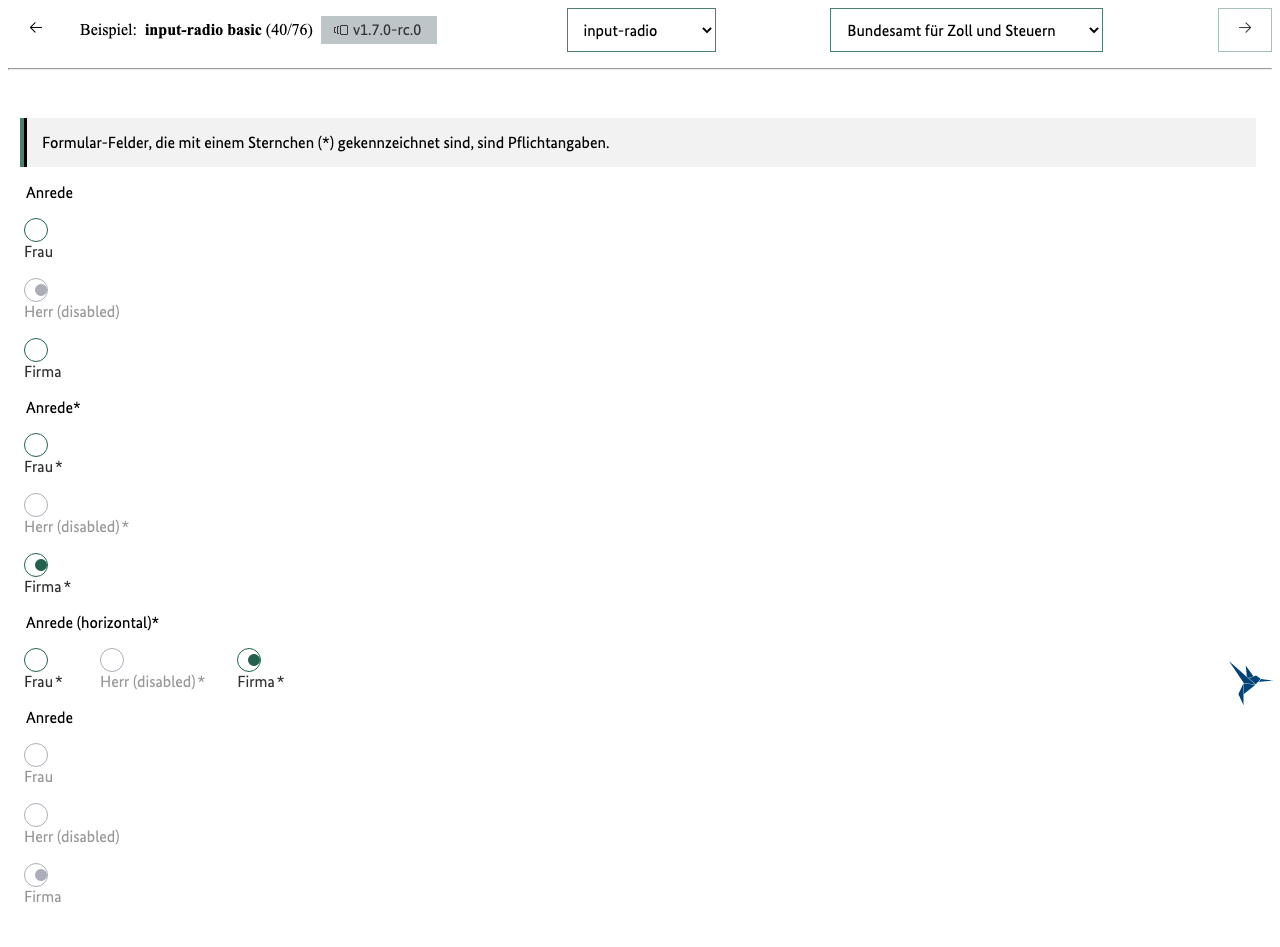 Beispiel: input-radio basic (40/76) v1.7.0-rc.0 input-radio Bundesamt für Zoll und Steuern
Formular-Felder, die mit einem Sternchen (*) gekennzeichnet sind, sind Pflichtangaben.
Anrede
Frau
Herr (disabled)
Firma
Anrede*
Frau*
Herr (disabled)*
Firma*
Anrede (horizontal)*
Frau* Herr (disabled)* Firma*
Anrede
Frau
Herr (disabled)
Firma